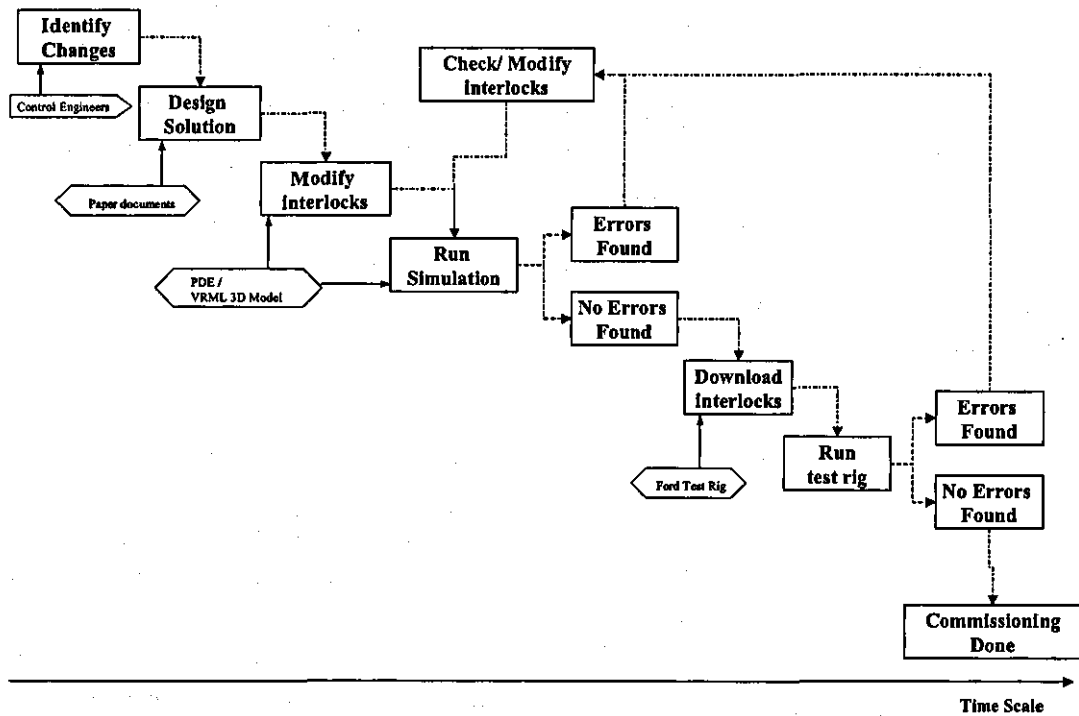 Identify
Changes
Control Engineers
Design
Solution
Paper documents
Modify
interlocks
PDE /
VRML 3D Model
Check/ Modify
interlocks
Run
Simulation
Errors
Found
No Errors
Found
Download
interlocks
Ford Test Rig
Run
test rig
Errors
Found
No Errors
Found
Commissioning
Done
Time Scale